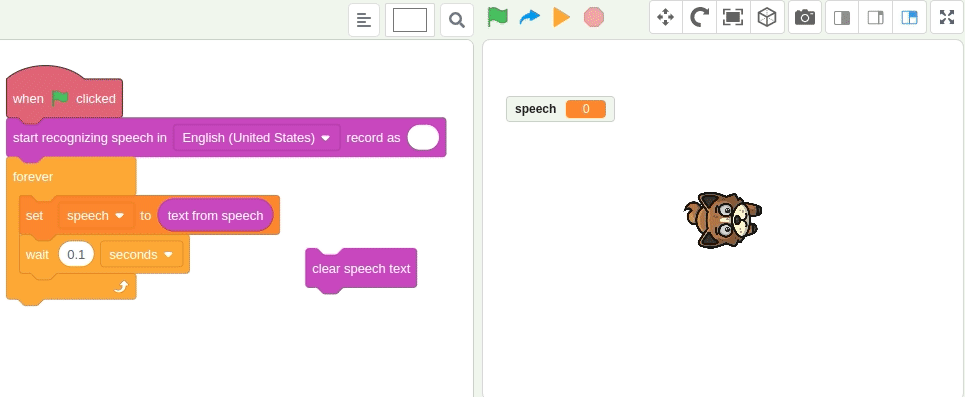 when clicked
start recognizing speech in English (United States) record as
forever
set speech to text from speech
wait 0.1 seconds
clear speech text
speech 0